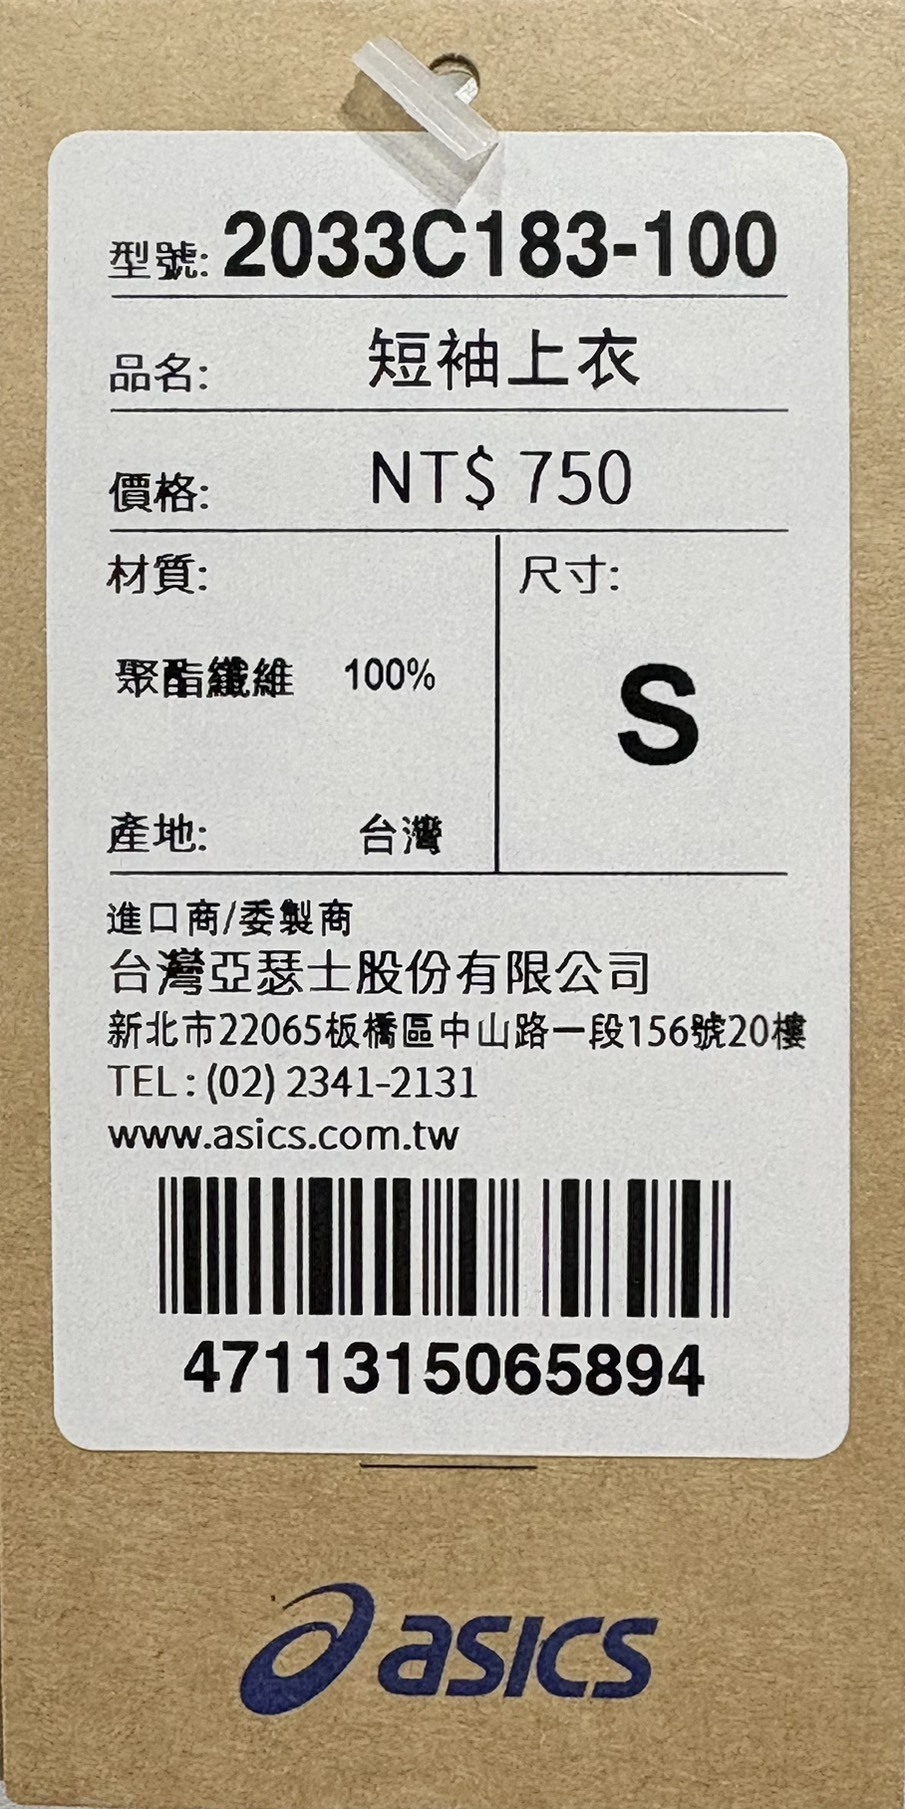 型號: 2033C183-100
品名: 短袖上衣
價格: NT$ 750
材質:
聚酯纖維 100%
產地: 台灣
尺寸:
S
進口商/委製商
台灣亞瑟士股份有限公司
新北市22065板橋區中山路一段156號20樓
TEL : (02) 2341-2131
www.asics.com.tw
4711315065894
asics